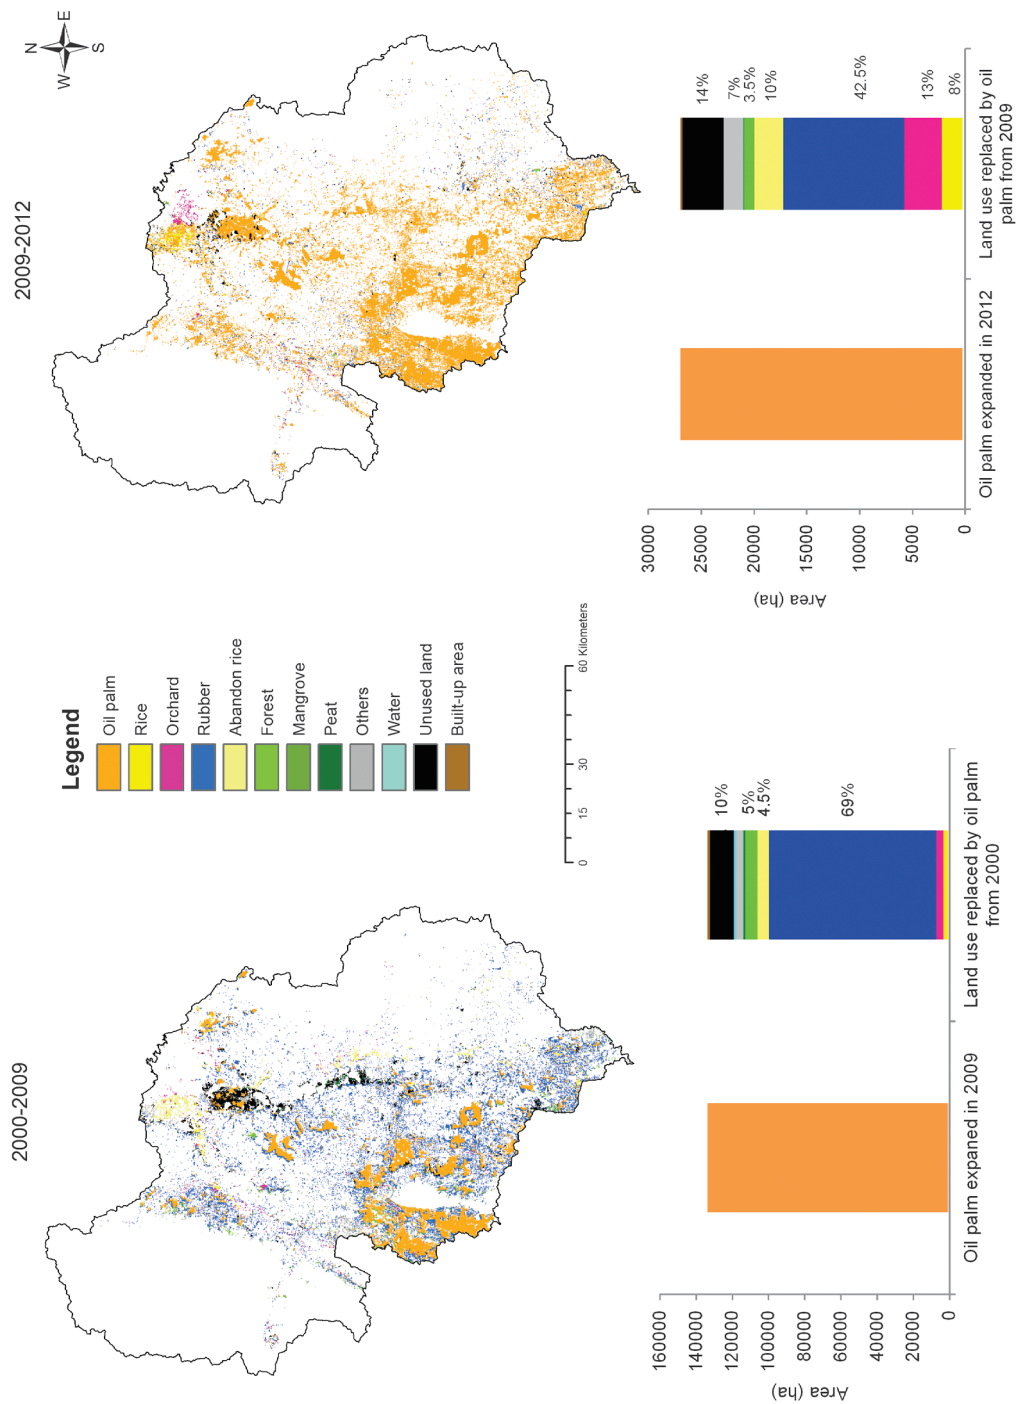 2000-2009
Legend
Oil palm
Rice
Orchard
Rubber
Abandon rice
Forest
Mangrove
Peat
Others
Water
Unused land
Built-up area
0 15 30 60 Kilometers
2009-2012
N
E
S
W
Area (ha)
160000
140000
120000
100000
80000
60000
40000
20000
0
10%
5%
4.5%
69%
Oil palm expaned in 2009
Land use replaced by oil palm
from 2000
Area (ha)
30000
25000
20000
15000
10000
5000
0
14%
7%
3.5%
10%
42.5%
13%
8%
Oil palm expanded in 2012
Land use replaced by oil
palm from 2009